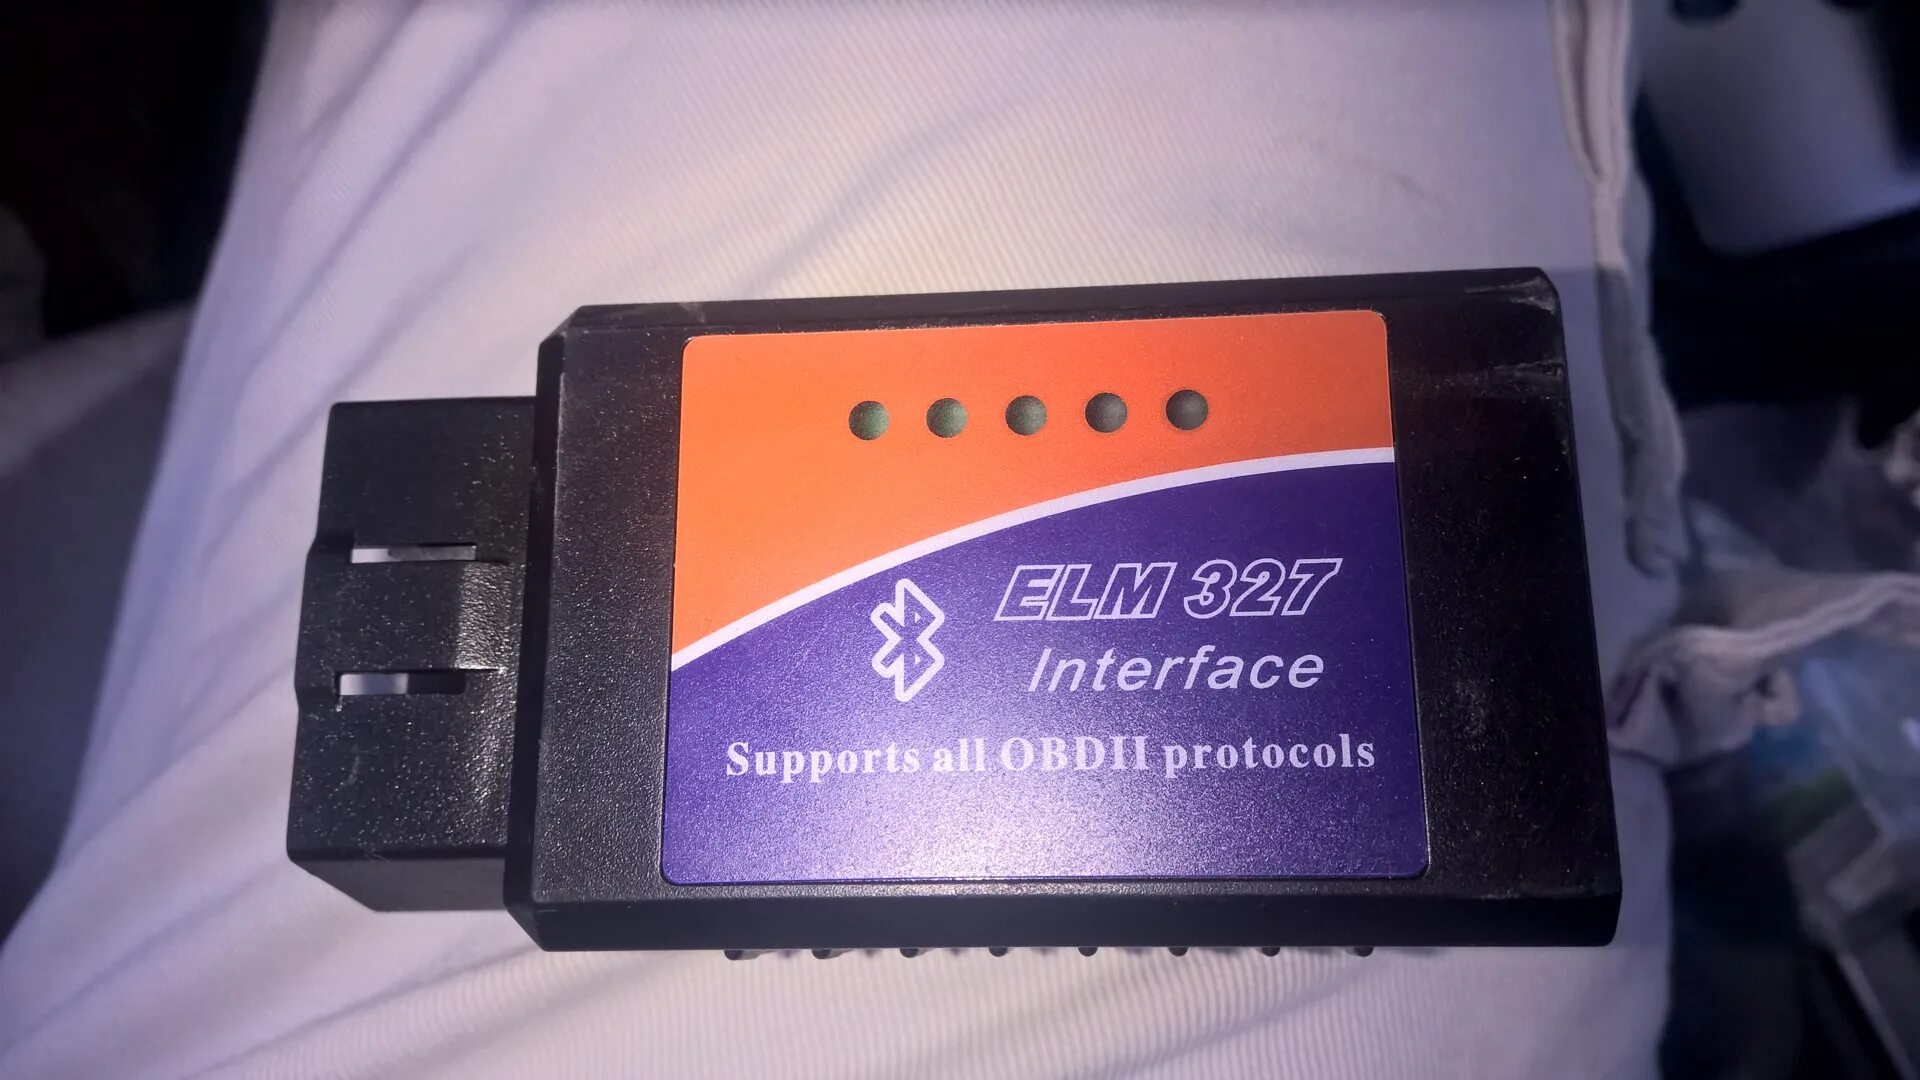 ELM 327
Interface
Supports all OBDII protocols